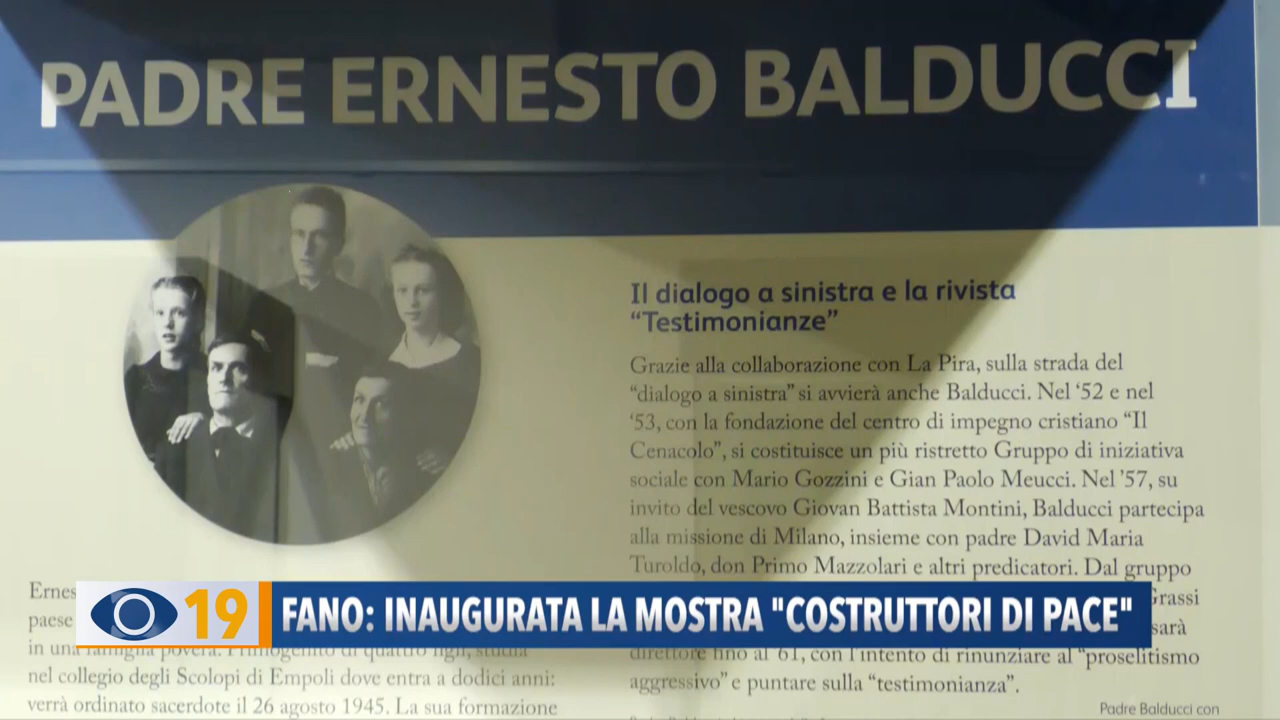 PADRE ERNESTO BALDUCCI
Il dialogo a sinistra e la rivista
“Testimonianze”
Grazie alla collaborazione con La Pira, sulla strada del
“dialogo a sinistra” si avvierà anche Balducci. Nel ‘52 e nel
‘53, con la fondazione del centro di impegno cristiano “Il
Cenacolo”, si costituisce un più ristretto Gruppo di iniziativa
sociale con Mario Gozzini e Gian Paolo Meucci. Nel ’57, su
invito del vescovo Giovan Battista Montini, Balducci partecipa
alla missione di Milano, insieme con padre David Maria
Turoldo, don Primo Mazzolari e altri predicatori. Dal gruppo
Grassi
sarà
direttore fino al ’61, con l’intento di rinunziare al “proselitismo
aggressivo” e puntare sulla “testimonianza”.
Padre Balducci con
Ernes
paese
in una famiglia povera. Primogenito di quattro figli, studia
nel collegio degli Scolopi di Empoli dove entra a dodici anni:
verrà ordinato sacerdote il 26 agosto 1945. La sua formazione
19
FANO: INAUGURATA LA MOSTRA "COSTRUTTORI DI PACE"